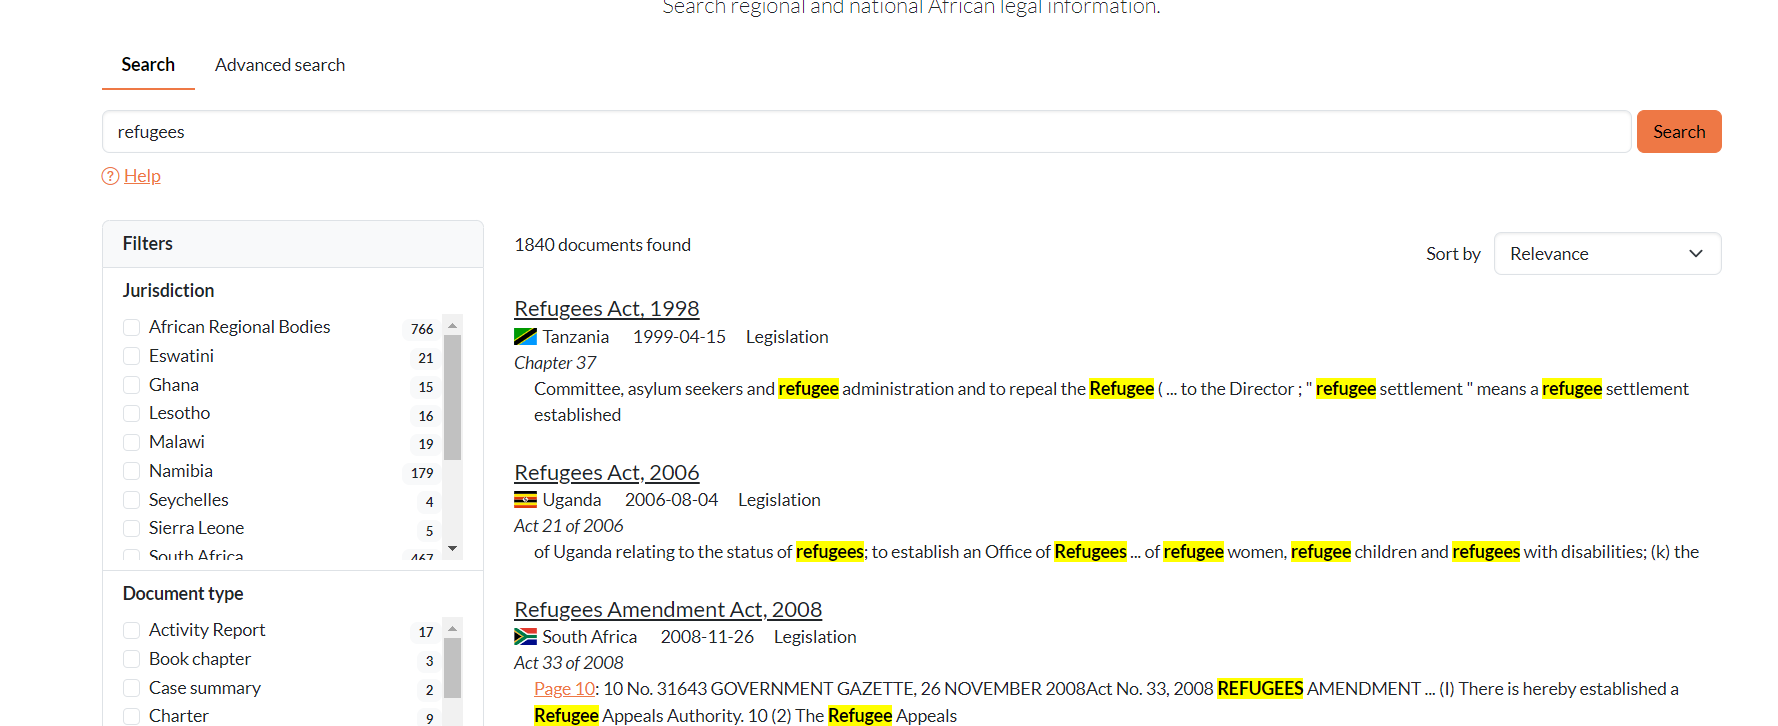 Search regional and national African legal information.
Search Advanced search
refugees Search
? Help
Filters
Jurisdiction
African Regional Bodies 766
Eswatini 21
Ghana 15
Lesotho 16
Malawi 19
Namibia 179
Seychelles 4
Sierra Leone 5
South Africa 467
Document type
Activity Report 17
Book chapter 3
Case summary 2
Charter 9
1840 documents found
Sort by Relevance
Refugees Act, 1998
Tanzania 1999-04-15 Legislation
Chapter 37
Committee, asylum seekers and refugee administration and to repeal the Refugee ( ... to the Director ; " refugee settlement " means a refugee settlement
established
Refugees Act, 2006
Uganda 2006-08-04 Legislation
Act 21 of 2006
of Uganda relating to the status of refugees; to establish an Office of Refugees ... of refugee women, refugee children and refugees with disabilities; (k) the
Refugees Amendment Act, 2008
South Africa 2008-11-26 Legislation
Act 33 of 2008
Page 10: 10 No. 31643 GOVERNMENT GAZETTE, 26 NOVEMBER 2008Act No. 33, 2008 REFUGEES AMENDMENT ... (I) There is hereby established a
Refugee Appeals Authority. 10 (2) The Refugee Appeals